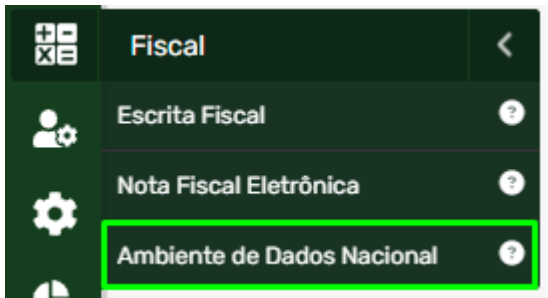 Fiscal
Escrita Fiscal ?
Nota Fiscal Eletrônica ?
Ambiente de Dados Nacional ?